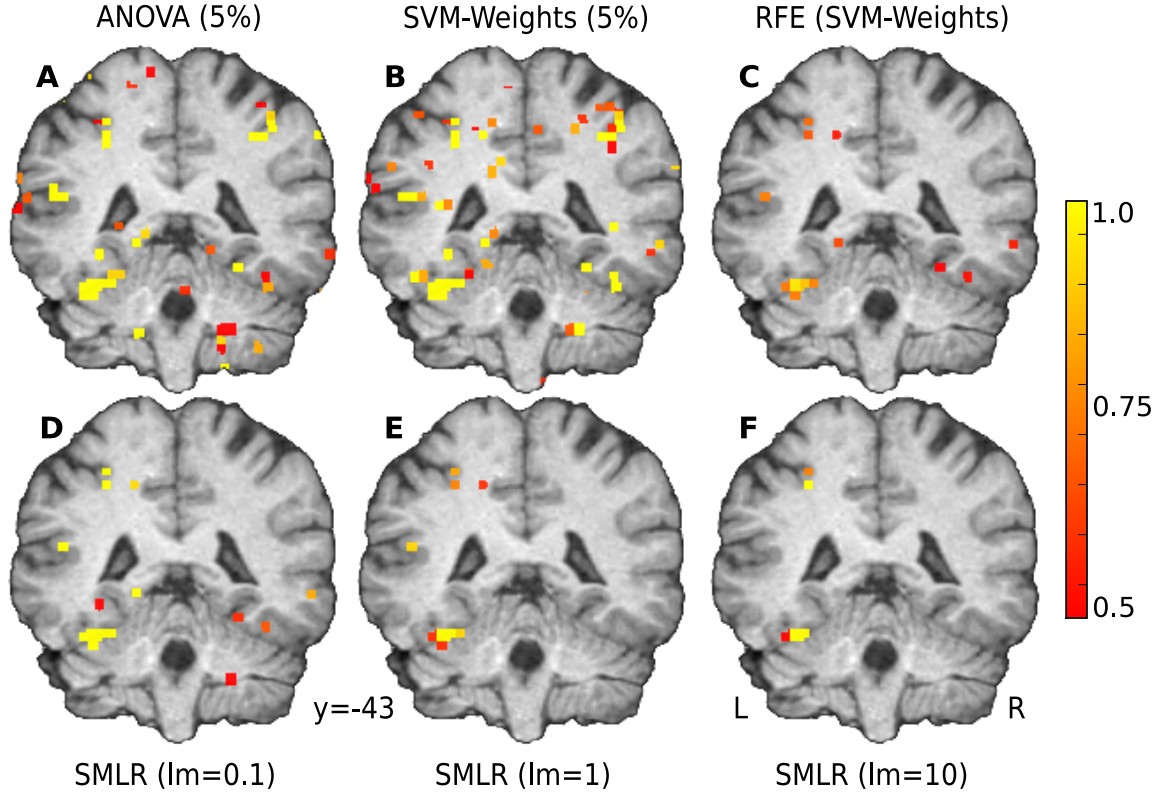 ANOVA (5%)
SVM-Weights (5%)
RFE (SVM-Weights)
A
B
C
1.0
0.75
0.5
D
E
F
y=-43
L
R
SMLR (lm=0.1)
SMLR (lm=1)
SMLR (lm=10)